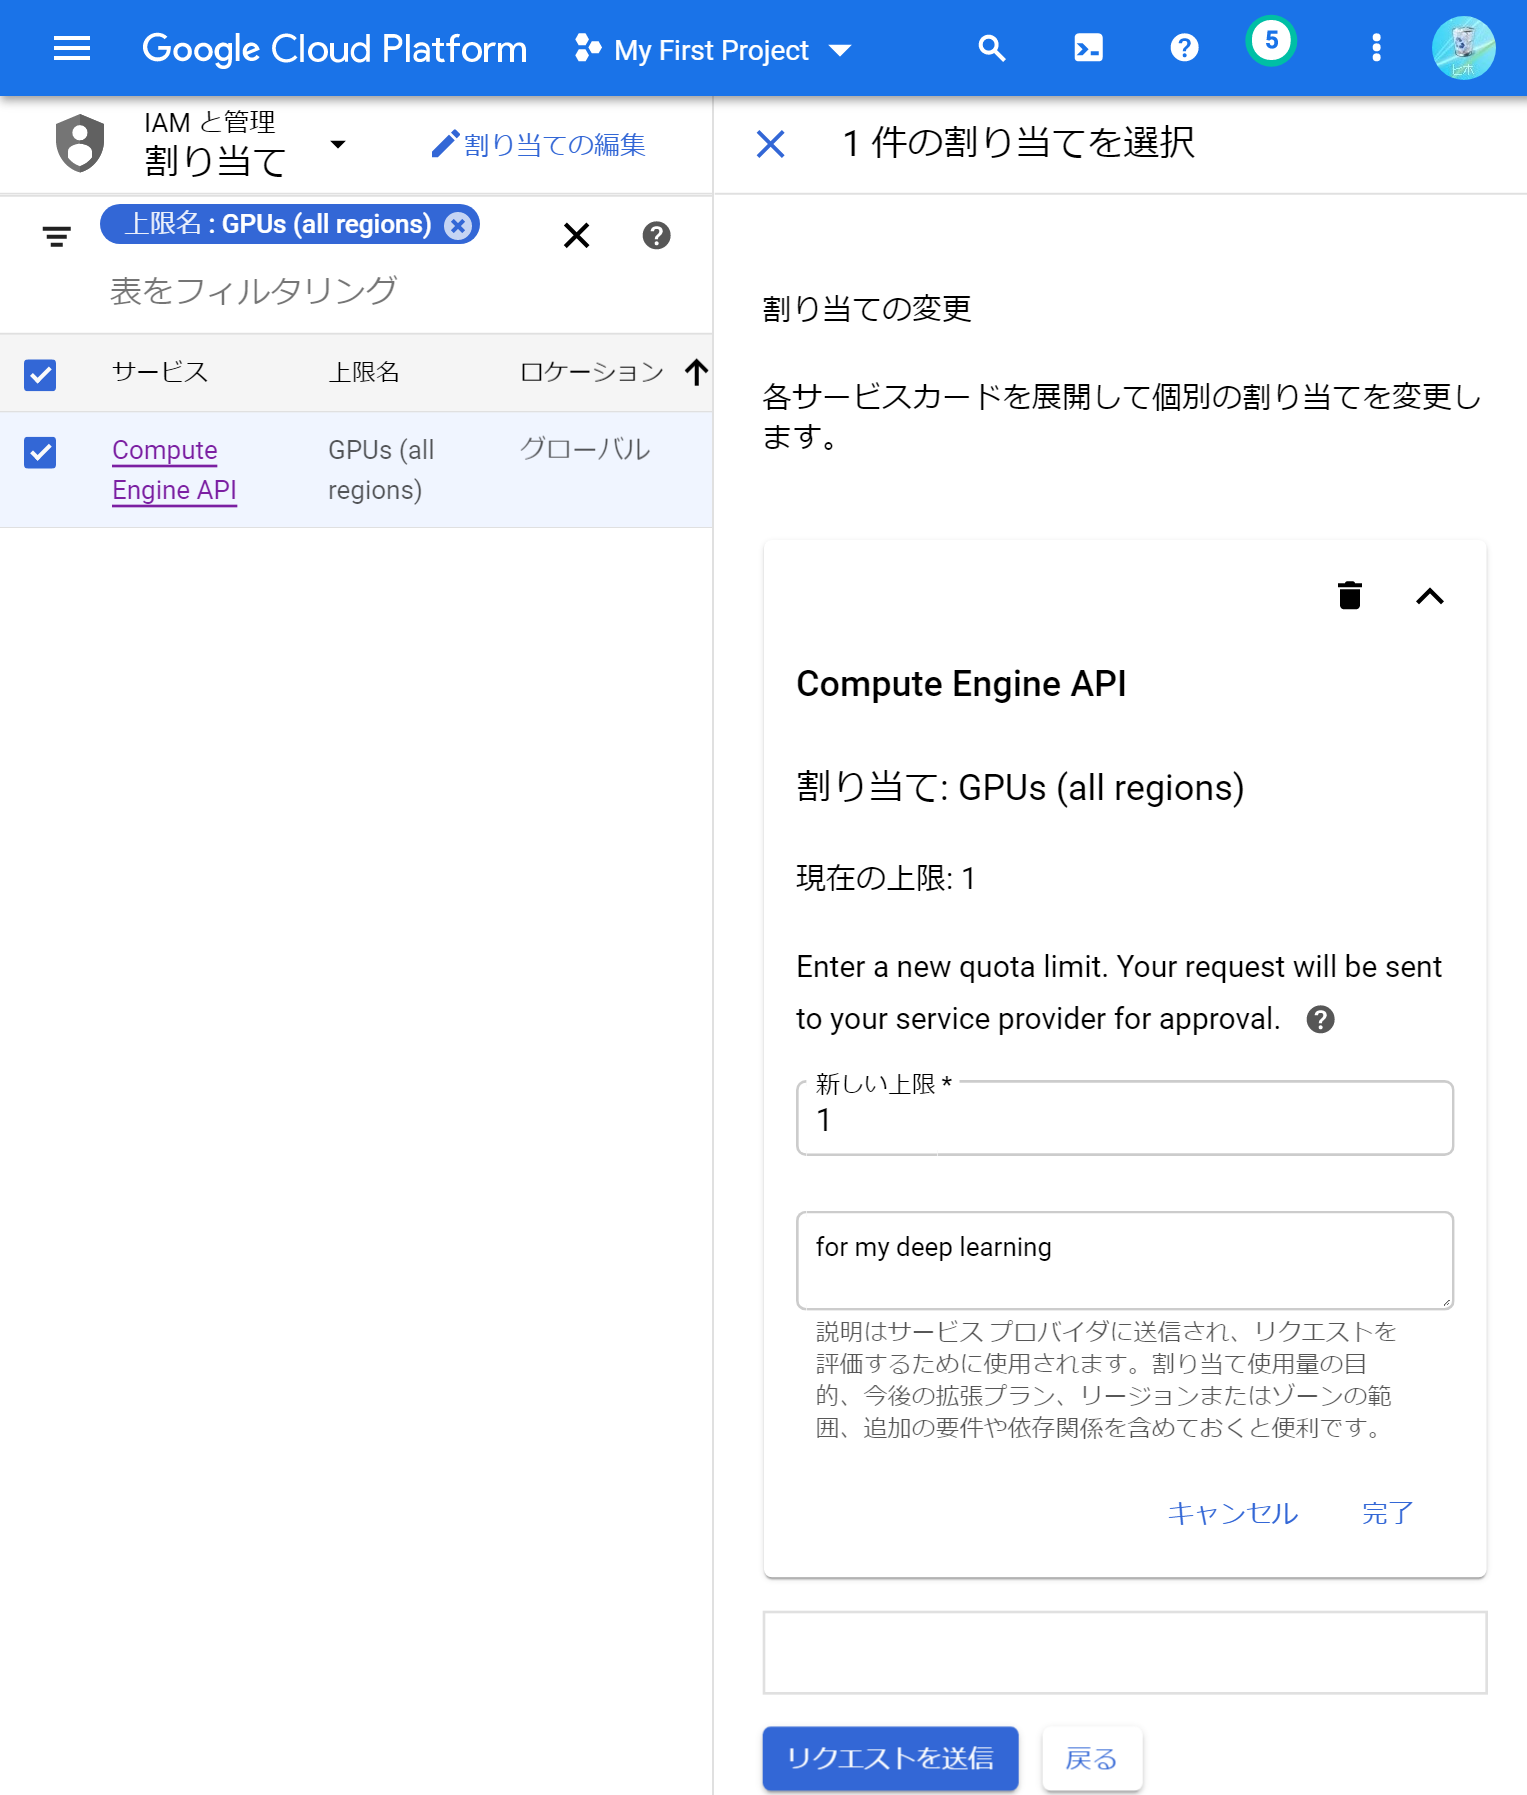 Google Cloud Platform
My First Project
5
ビホ
IAM と管理
割り当て
割り当ての編集
上限名 : GPUs (all regions)
表をフィルタリング
サービス
上限名
ロケーション
Compute
Engine API
GPUs (all
regions)
グローバル
1 件の割り当てを選択
割り当ての変更
各サービスカードを展開して個別の割り当てを変更し
ます。
Compute Engine API
割り当て: GPUs (all regions)
現在の上限: 1
Enter a new quota limit. Your request will be sent
to your service provider for approval.
新しい上限 *
1
for my deep learning
説明はサービス プロバイダに送信され、リクエストを
評価するために使用されます。割り当て使用量の目
的、今後の拡張プラン、リージョンまたはゾーンの範
囲、追加の要件や依存関係を含めておくと便利です。
キャンセル
完了
リクエストを送信
戻る